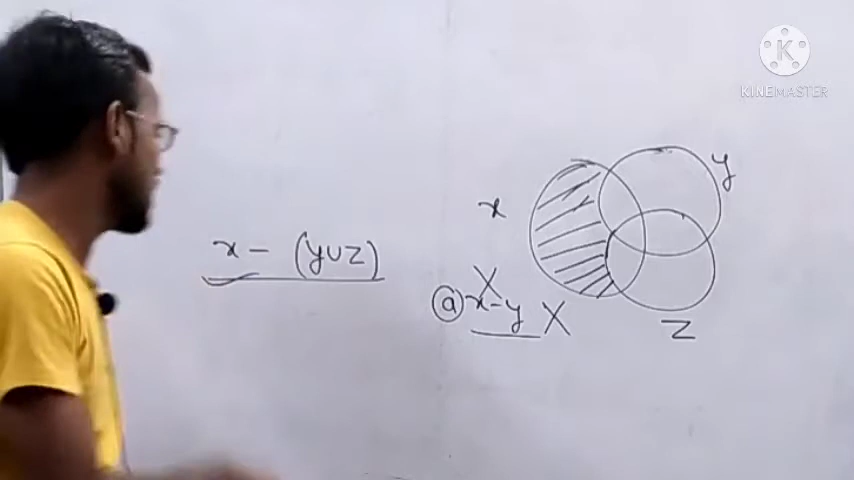 K
KINEMASTER
y
x
x – (y∪z)
X
ⓐ x–y X
Z